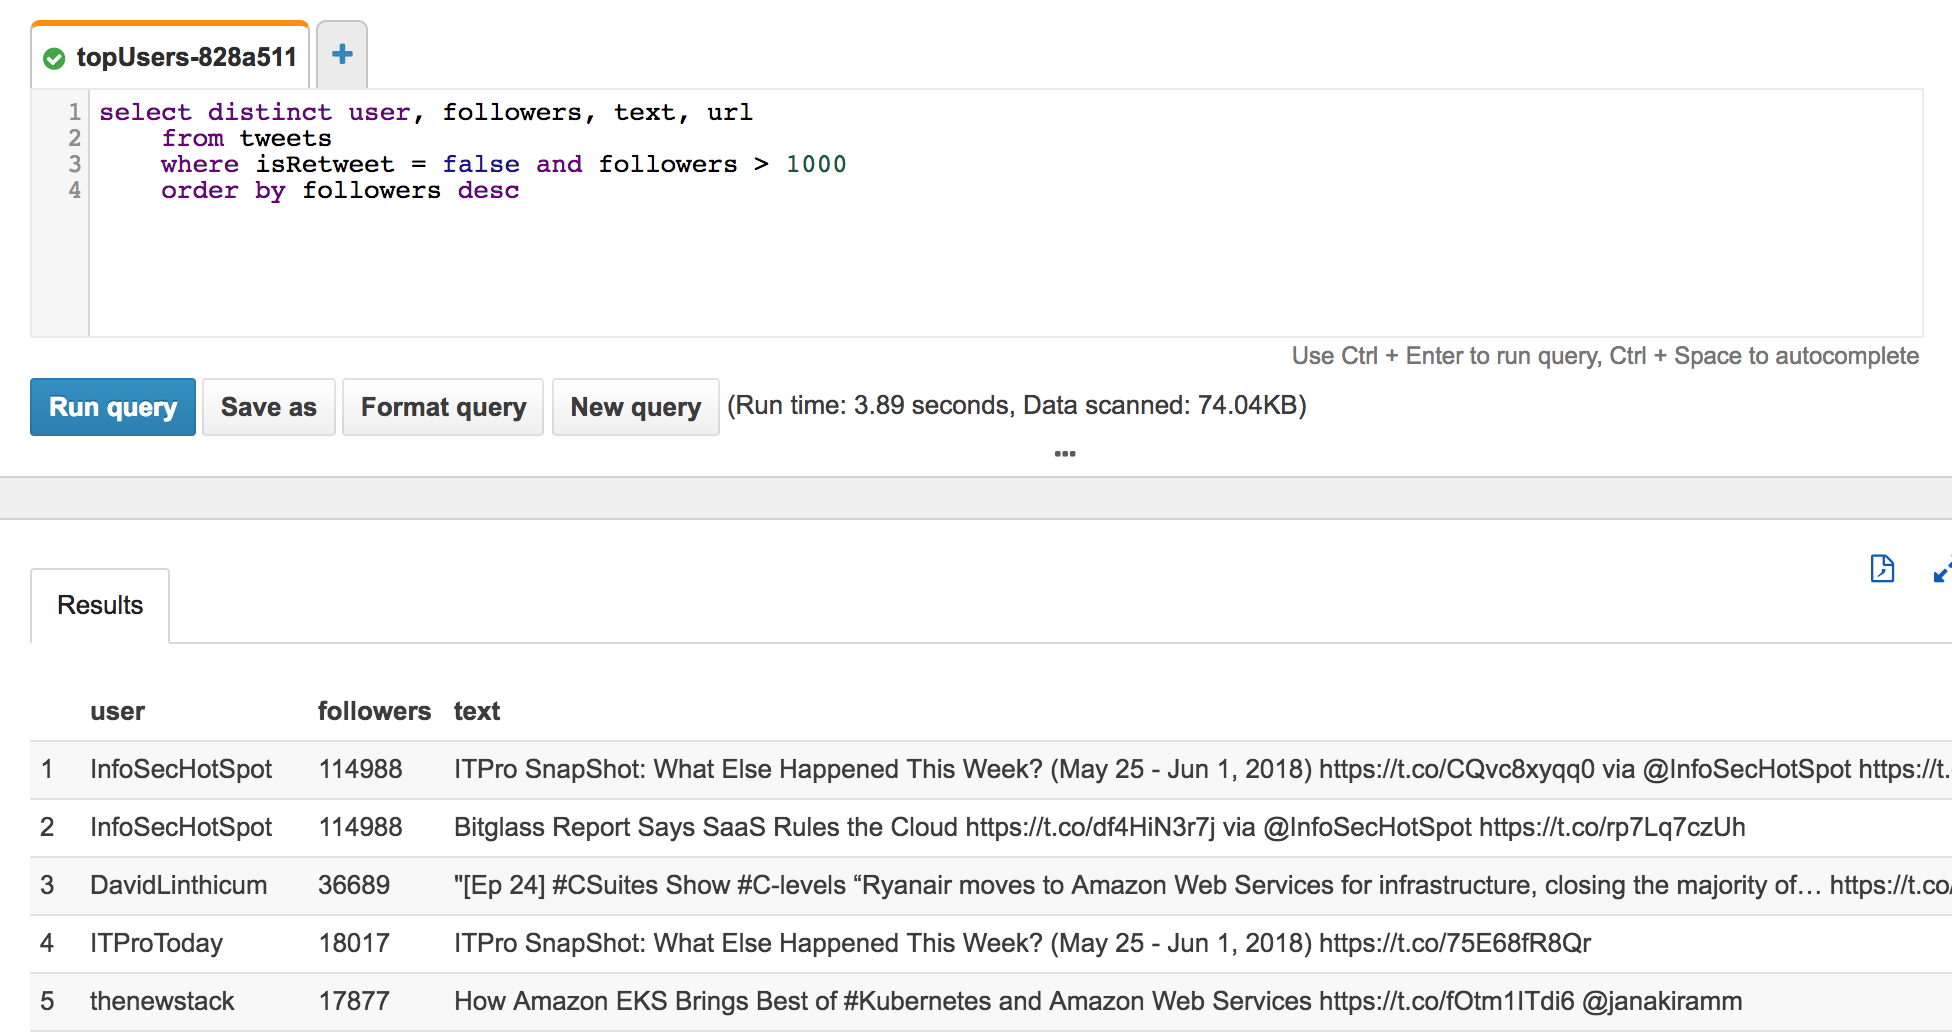 topUsers-828a511
1 select distinct user, followers, text, url
2 from tweets
3 where isRetweet = false and followers > 1000
4 order by followers desc
Use Ctrl + Enter to run query, Ctrl + Space to autocomplete
Run query Save as Format query New query (Run time: 3.89 seconds, Data scanned: 74.04KB)
Results
user followers text
1 InfoSecHotSpot 114988 ITPro SnapShot: What Else Happened This Week? (May 25 - Jun 1, 2018) https://t.co/CQvc8xyqq0 via @InfoSecHotSpot https://t.
2 InfoSecHotSpot 114988 Bitglass Report Says SaaS Rules the Cloud https://t.co/df4HiN3r7j via @InfoSecHotSpot https://t.co/rp7Lq7czUh
3 DavidLinthicum 36689 "[Ep 24] #CSuites Show #C-levels “Ryanair moves to Amazon Web Services for infrastructure, closing the majority of… https://t.co/
4 ITProToday 18017 ITPro SnapShot: What Else Happened This Week? (May 25 - Jun 1, 2018) https://t.co/75E68fR8Qr
5 thenewstack 17877 How Amazon EKS Brings Best of #Kubernetes and Amazon Web Services https://t.co/fOtm1ITdi6 @janakiramm